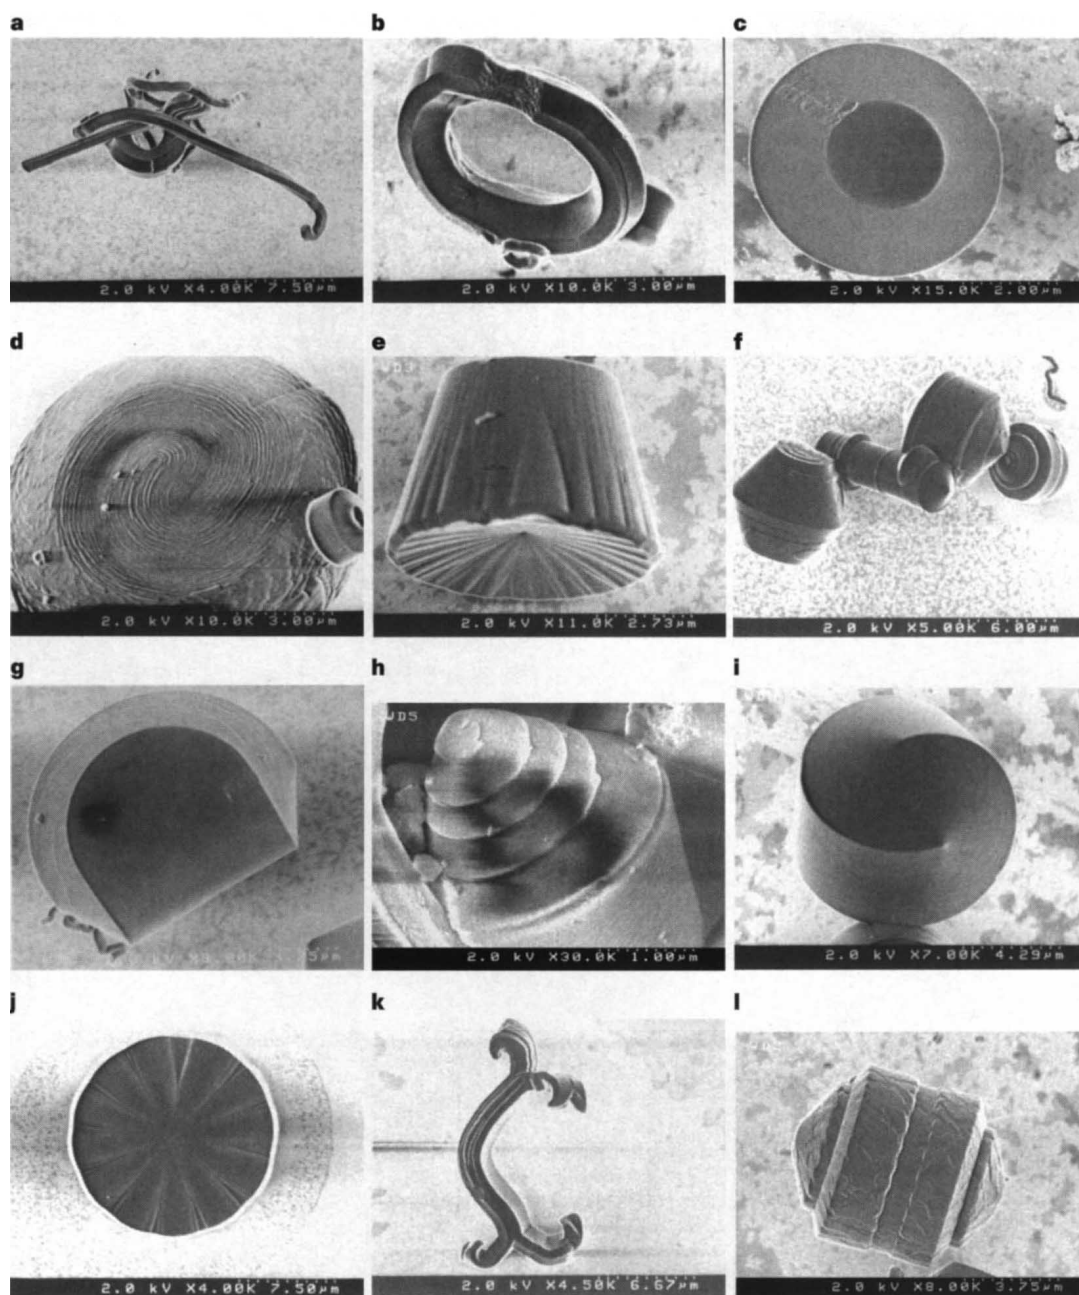 a
b
c
2.0 kV X4.00K 7.50µm
2.0 kV X10.0K 3.00µm
2.0 kV X15.0K 2.00µm
d
e
f
WD5
2.0 kV X10.0K 3.00µm
2.0 kV X11.0K 2.73µm
2.0 kV X5.00K 6.00µm
g
h
i
WD5
2.0 kV X30.0K 1.00µm
2.0 kV X7.00K 4.29µm
j
k
l
2.0 kV X4.00K 7.50µm
2.0 kV X4.50K 6.67µm
2.0 kV X8.00K 3.75µm